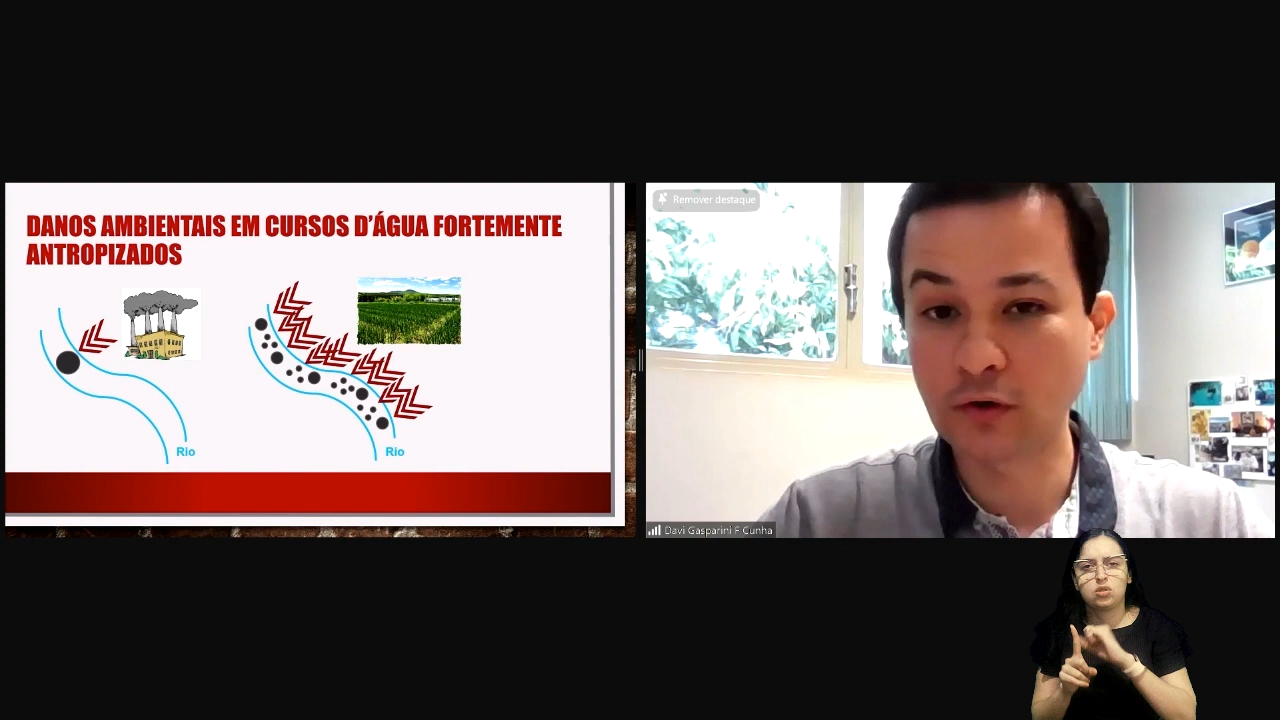 DANOS AMBIENTAIS EM CURSOS D'ÁGUA FORTEMENTE
ANTROPIZADOS
Rio
Rio
Remover destaque
Davi Gasparini F Cunha